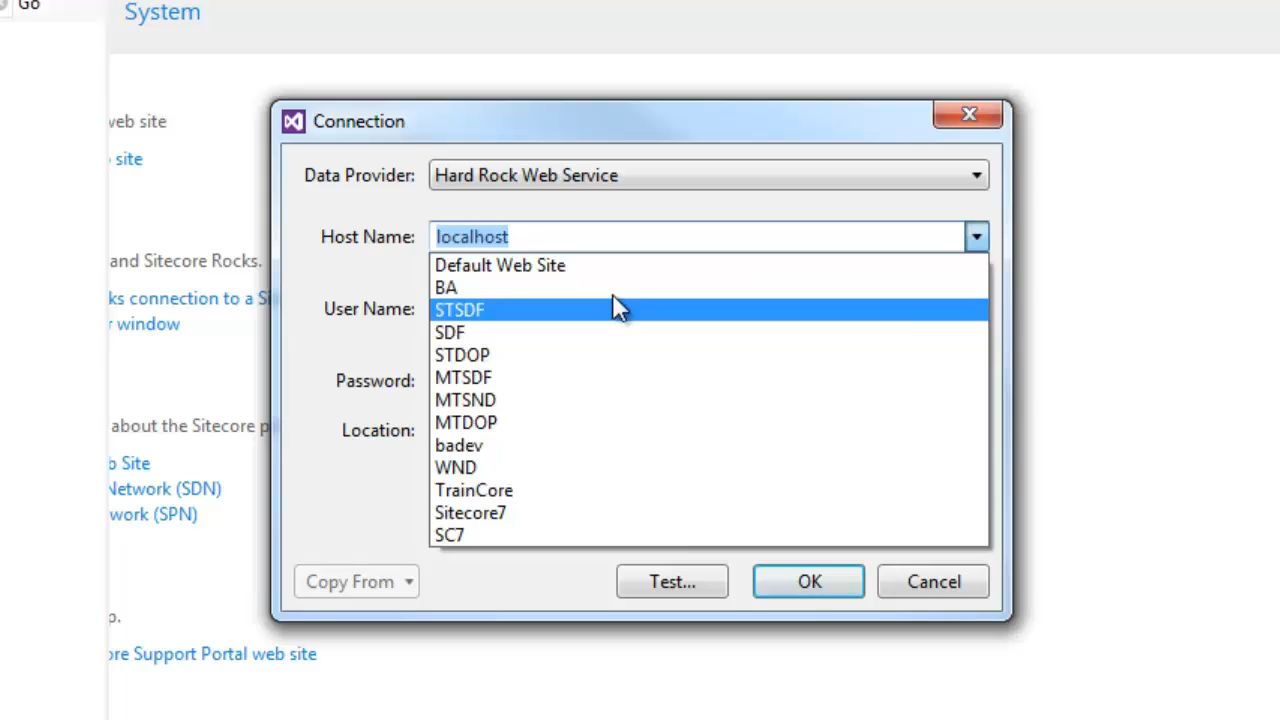 Go
System
web site
site
and Sitecore Rocks.
ks connection to a Si
window
about the Sitecore p
b Site
Network (SDN)
work (SPN)
p.
ore Support Portal web site
Connection
Data Provider: Hard Rock Web Service
Host Name: localhost
Default Web Site
BA
User Name: STSDF
SDF
STDOP
Password: MTSDF
MTSND
Location: MTDOP
badev
WND
TrainCore
Sitecore7
SC7
Copy From Test... OK Cancel